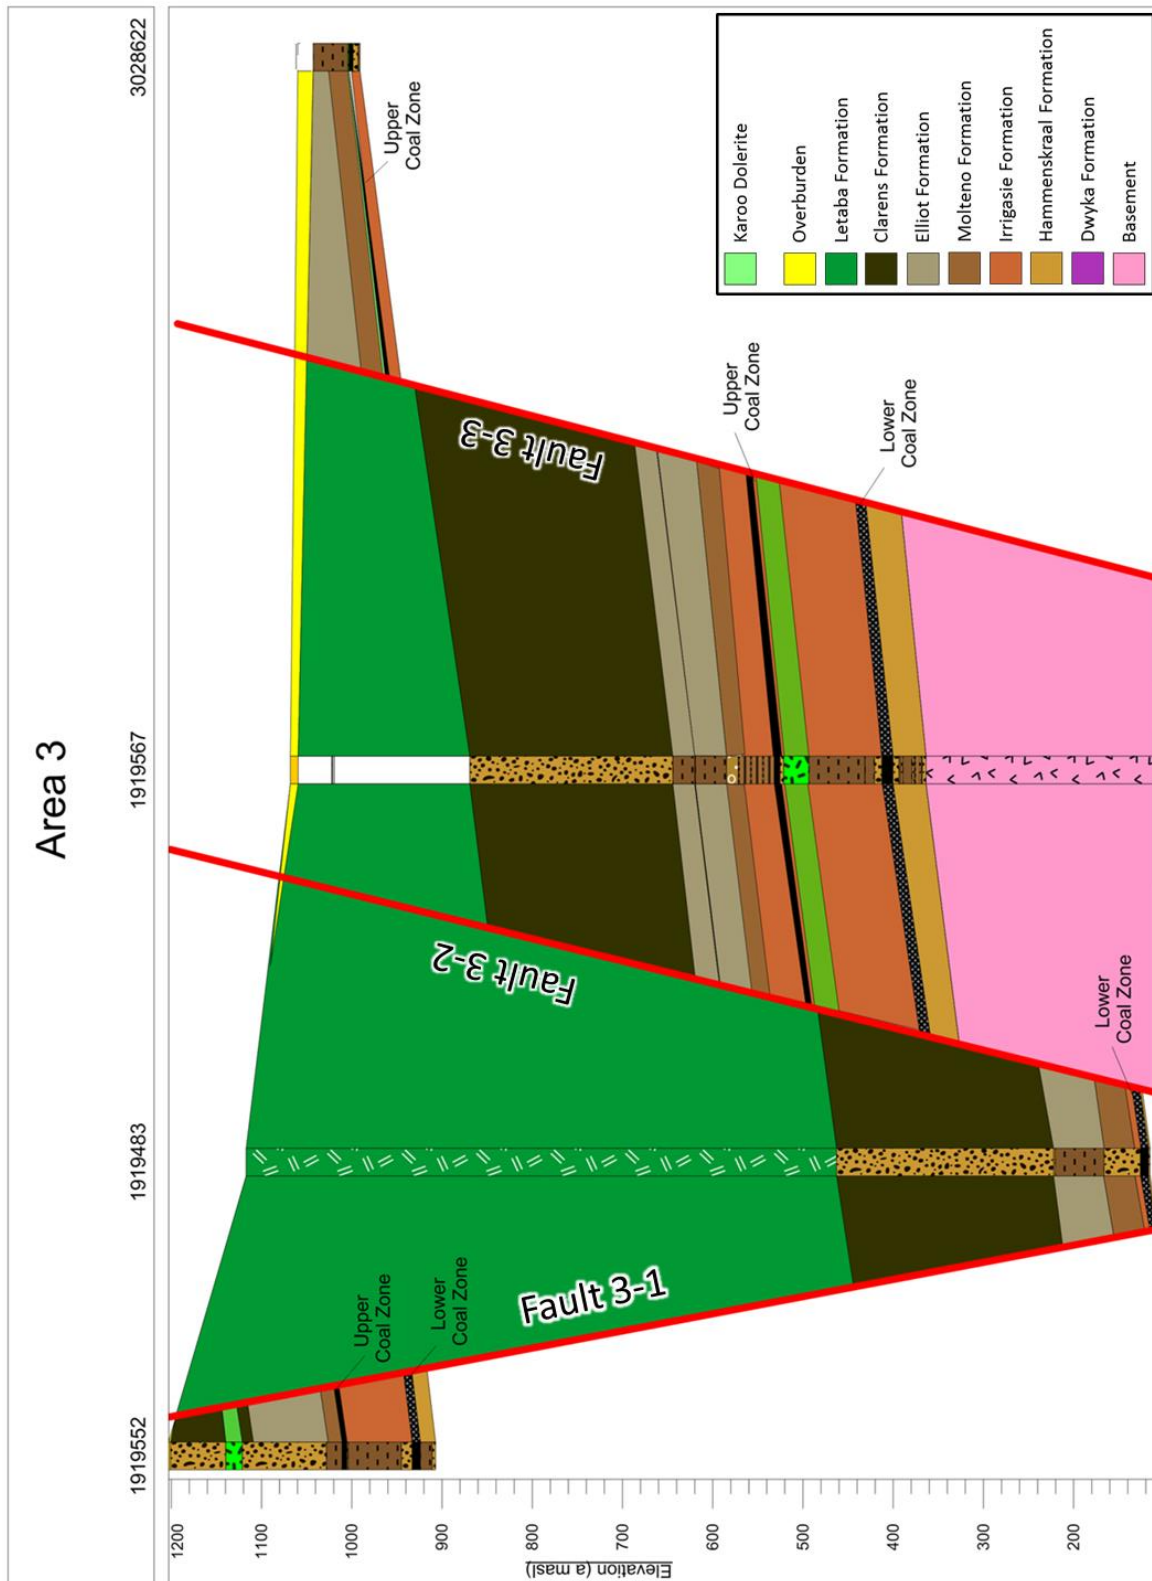 Area 3
1919552
1919483
1919567
3028622
Elevation (a masl)
1200
1100
1000
900
800
700
600
500
400
300
200
Upper
Coal Zone
Lower
Coal Zone
Fault 3-1
Lower
Coal Zone
Fault 3-2
Upper
Coal Zone
Lower
Coal Zone
Fault 3-3
Upper
Coal Zone
Karoo Dolerite
Overburden
Letaba Formation
Clarens Formation
Elliot Formation
Molteno Formation
Irrigasie Formation
Hammenskraal Formation
Dwyka Formation
Basement